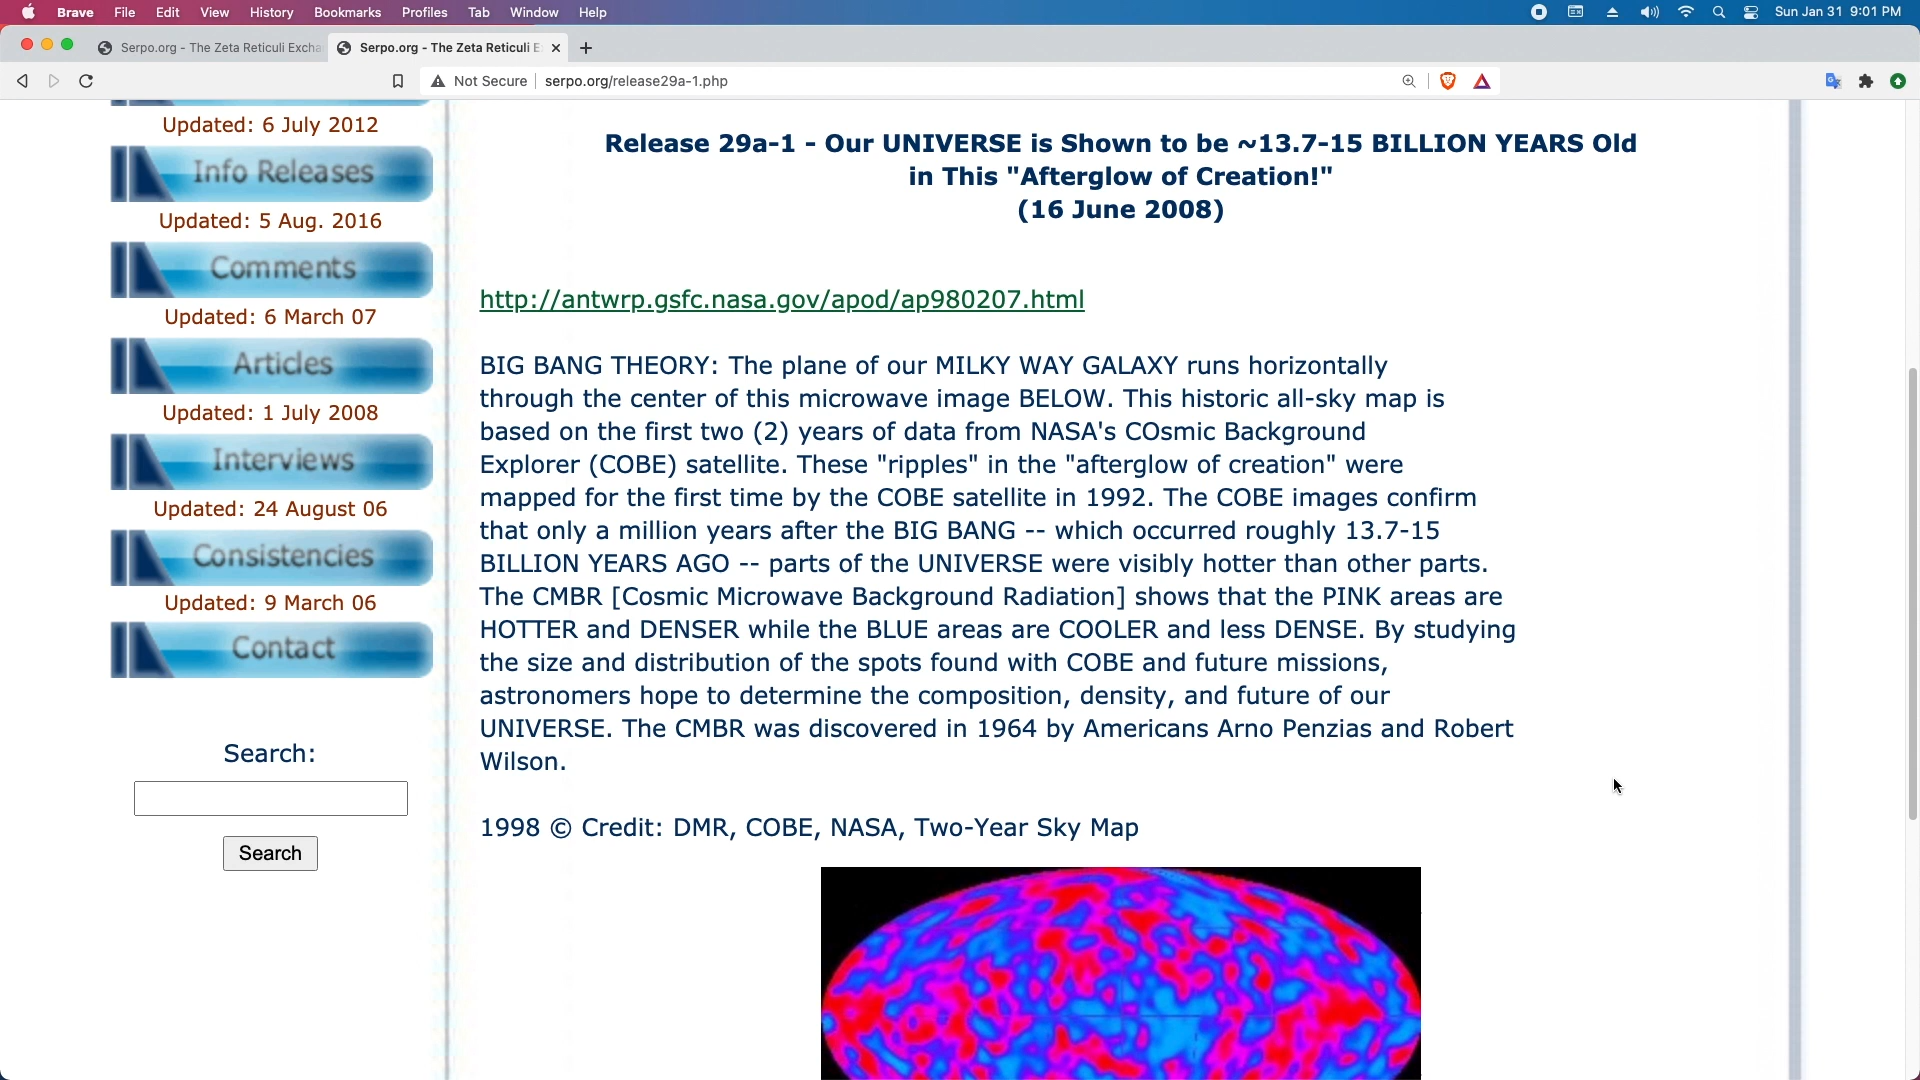 Brave File Edit View History Bookmarks Profiles Tab Window Help Sun Jan 31 9:01 PM
Serpo.org - The Zeta Reticuli Excha Serpo.org - The Zeta Reticuli E
Not Secure serpo.org/release29a-1.php
Updated: 6 July 2012
Info Releases
Updated: 5 Aug. 2016
Comments
Updated: 6 March 07
Articles
Updated: 1 July 2008
Interviews
Updated: 24 August 06
Consistencies
Updated: 9 March 06
Contact
Search:
Search
Release 29a-1 - Our UNIVERSE is Shown to be ~13.7-15 BILLION YEARS Old
in This "Afterglow of Creation!"
(16 June 2008)
http://antwrp.gsfc.nasa.gov/apod/ap980207.html
BIG BANG THEORY: The plane of our MILKY WAY GALAXY runs horizontally
through the center of this microwave image BELOW. This historic all-sky map is
based on the first two (2) years of data from NASA's COsmic Background
Explorer (COBE) satellite. These "ripples" in the "afterglow of creation" were
mapped for the first time by the COBE satellite in 1992. The COBE images confirm
that only a million years after the BIG BANG -- which occurred roughly 13.7-15
BILLION YEARS AGO -- parts of the UNIVERSE were visibly hotter than other parts.
The CMBR [Cosmic Microwave Background Radiation] shows that the PINK areas are
HOTTER and DENSER while the BLUE areas are COOLER and less DENSE. By studying
the size and distribution of the spots found with COBE and future missions,
astronomers hope to determine the composition, density, and future of our
UNIVERSE. The CMBR was discovered in 1964 by Americans Arno Penzias and Robert
Wilson.
1998 © Credit: DMR, COBE, NASA, Two-Year Sky Map